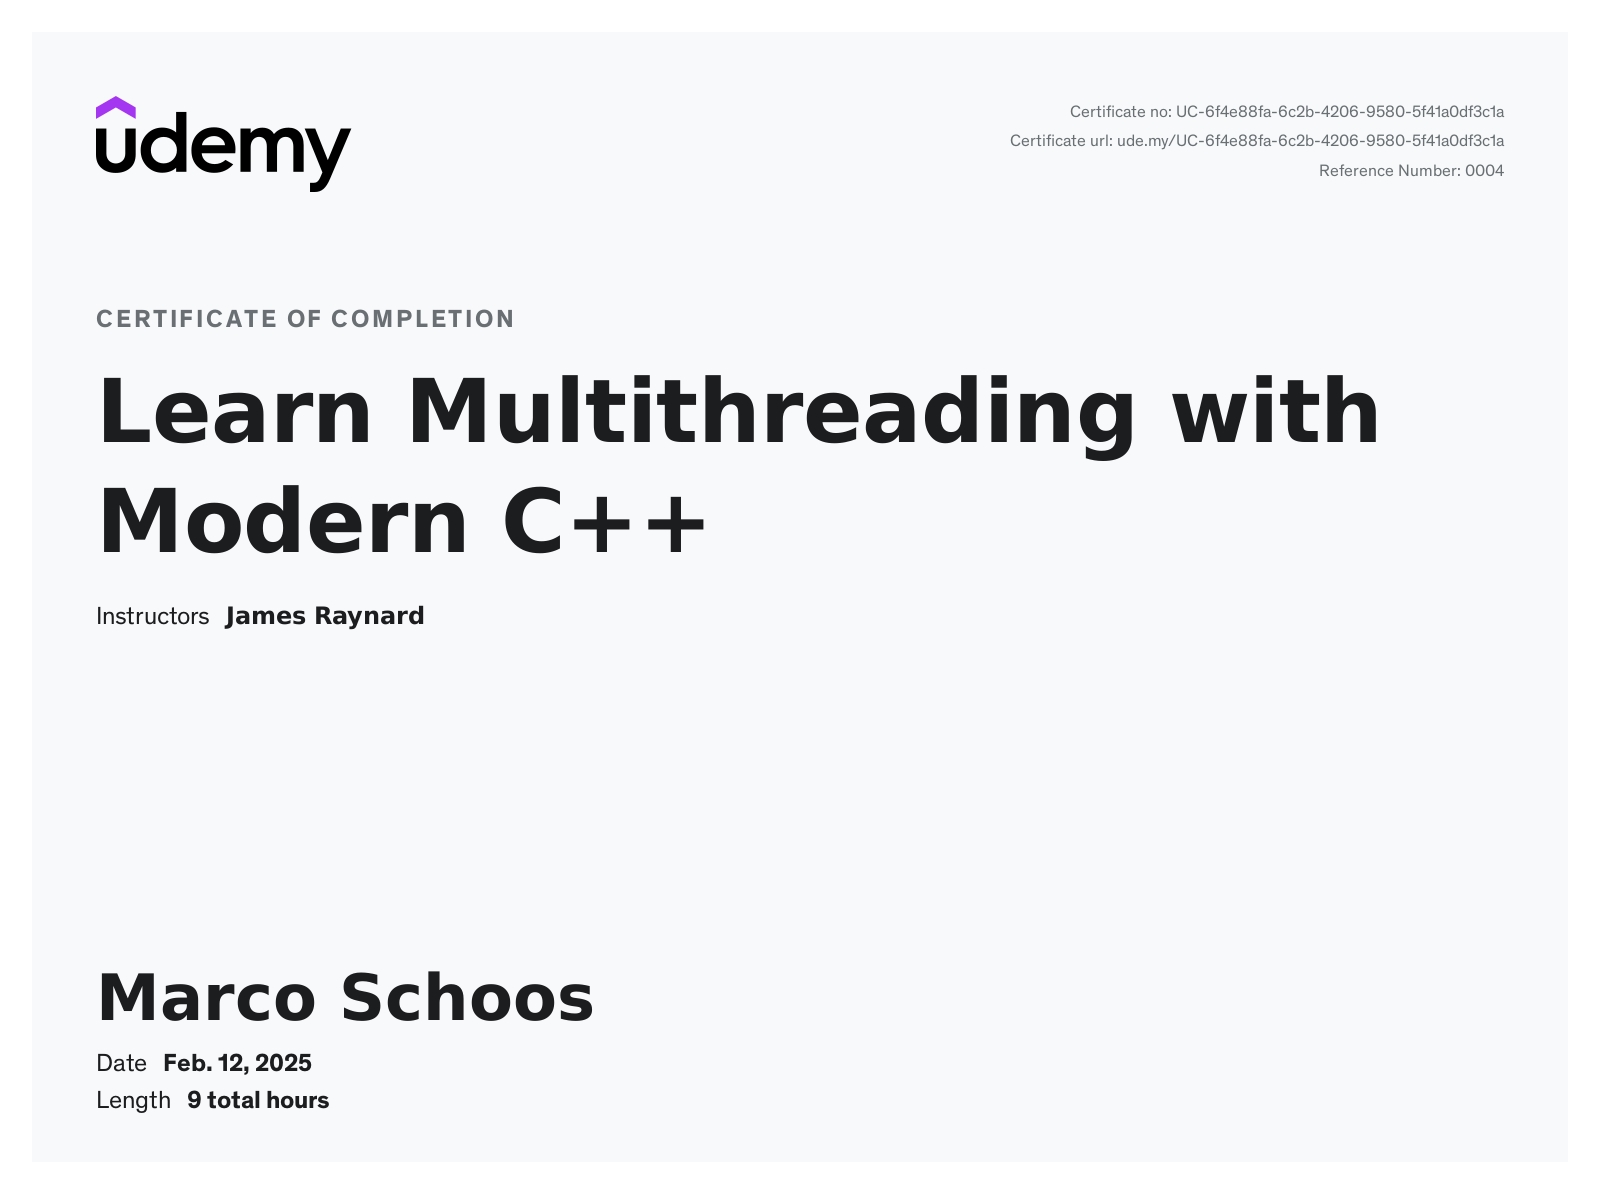 udemy
Certificate no: UC-6f4e88fa-6c2b-4206-9580-5f41a0df3c1a
Certificate url: ude.my/UC-6f4e88fa-6c2b-4206-9580-5f41a0df3c1a
Reference Number: 0004
CERTIFICATE OF COMPLETION
Learn Multithreading with
Modern C++
Instructors James Raynard
Marco Schoos
Date Feb. 12, 2025
Length 9 total hours